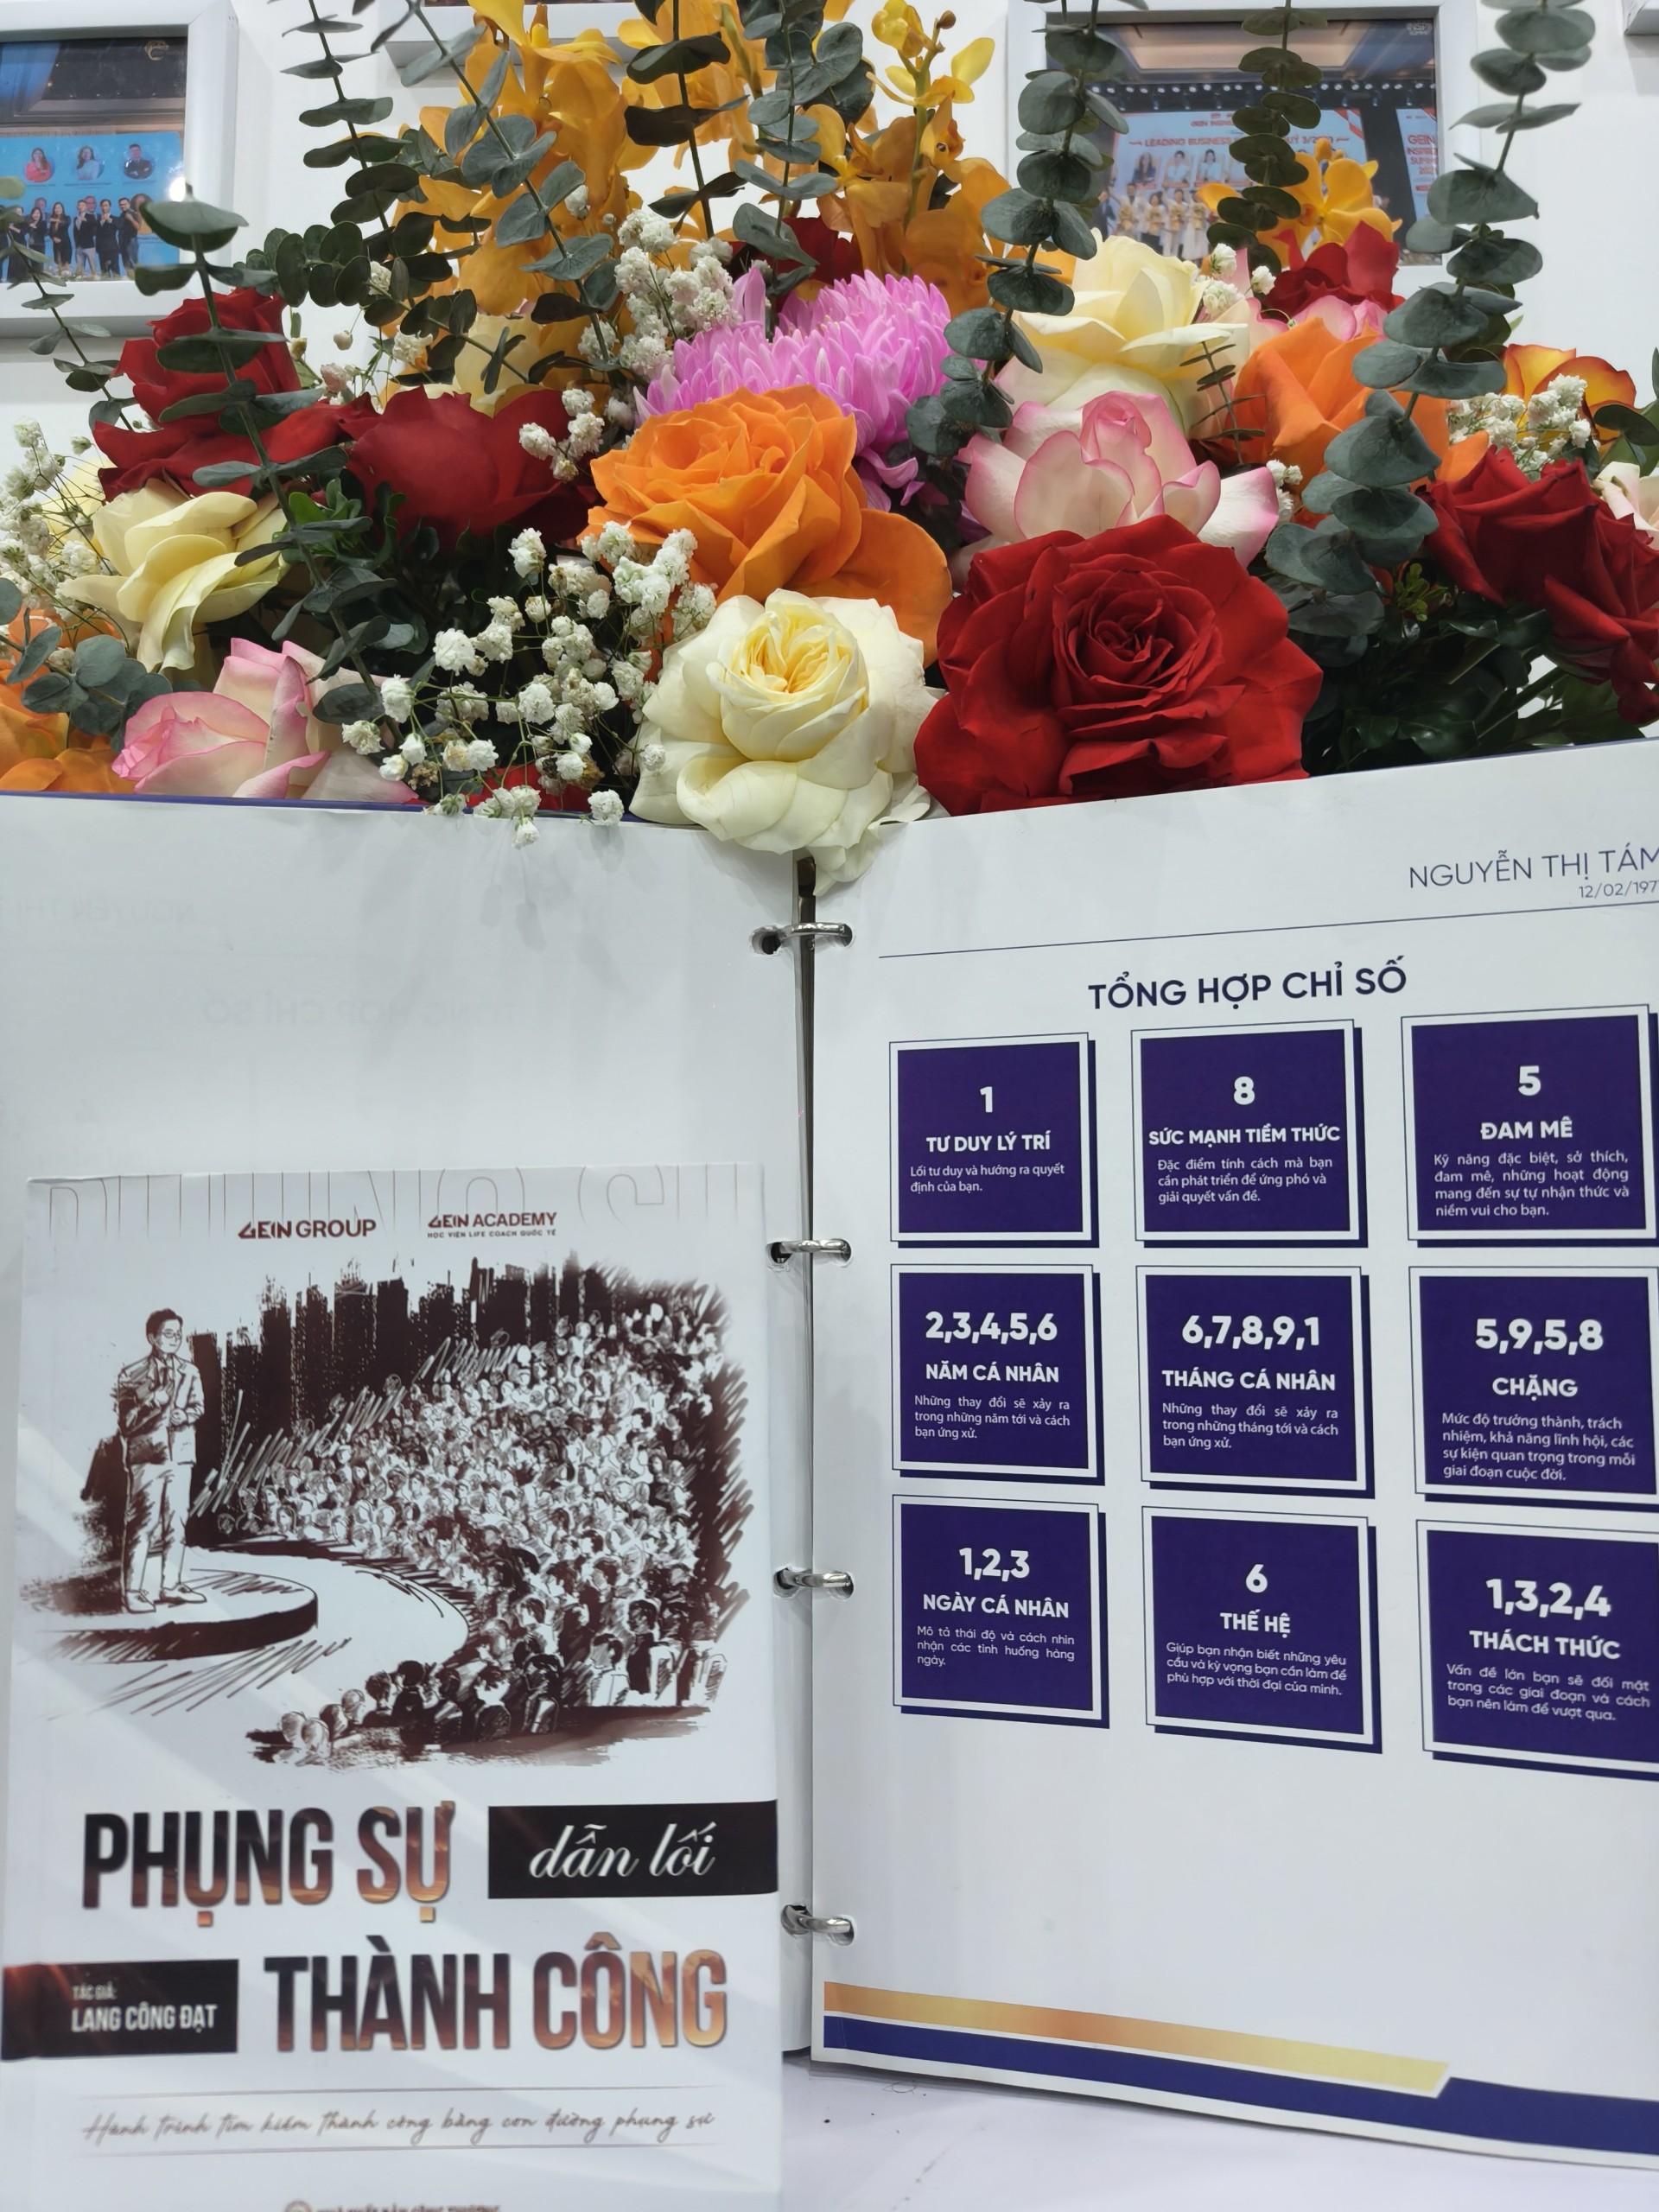 LEADING BUSINESS
NGUYỄN THỊ TÁM
12/02/197
TỔNG HỢP CHỈ SỐ
1
TƯ DUY LÝ TRÍ
Lối tư duy và hướng ra quyết
định của bạn.
8
SỨC MẠNH TIỀM THỨC
Đặc điểm tính cách mà bạn
cần phát triển để ứng phó và
giải quyết vấn đề.
5
ĐAM MÊ
Kỹ năng đặc biệt, sở thích,
đam mê, những hoạt động
mang đến sự tự nhận thức và
niềm vui cho bạn.
2,3,4,5,6
NĂM CÁ NHÂN
Những thay đổi sẽ xảy ra
trong những năm tới và cách
bạn ứng xử.
6,7,8,9,1
THÁNG CÁ NHÂN
Những thay đổi sẽ xảy ra
trong những tháng tới và cách
bạn ứng xử.
5,9,5,8
CHẶNG
Mức độ trưởng thành, trách
nhiệm, khả năng lĩnh hội, các
sự kiện quan trọng trong mỗi
giai đoạn cuộc đời.
1,2,3
NGÀY CÁ NHÂN
Mô tả thái độ và cách nhìn
nhận các tình huống hàng
ngày.
6
THẾ HỆ
Giúp bạn nhận biết những yêu
cầu và kỳ vọng bạn cần làm để
phù hợp với thời đại của mình.
1,3,2,4
THÁCH THỨC
Vấn đề lớn bạn sẽ đối mặt
trong các giai đoạn và cách
bạn nên làm để vượt qua.
GEIN GROUP
GEIN ACADEMY
HỌC VIỆN LIFE COACH QUỐC TẾ
PHỤNG SỰ dẫn lối
TÁC GIẢ:
LANG CÔNG ĐẠT
THÀNH CÔNG
Hành trình tìm kiếm thành công bằng con đường phụng sự